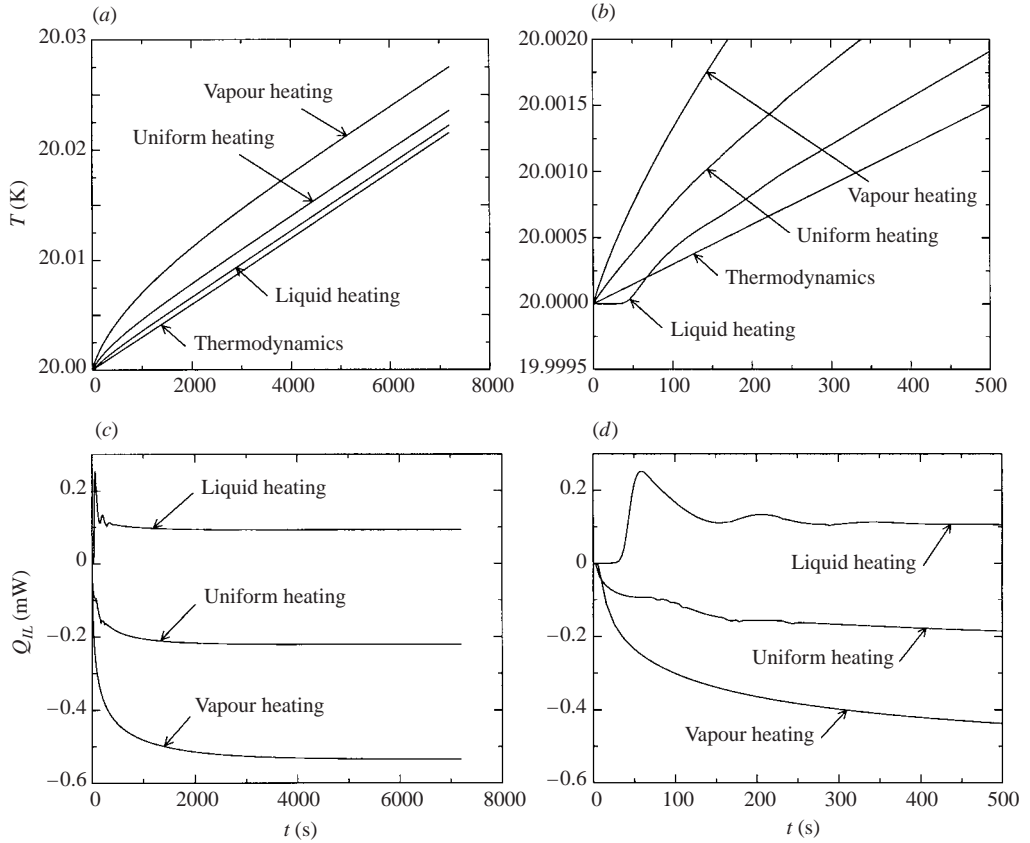 (a)
20.03
20.02
20.01
20.00
T (K)
Vapour heating
Uniform heating
Liquid heating
Thermodynamics
0
2000
4000
6000
8000
(b)
20.0020
20.0015
20.0010
20.0005
20.0000
19.9995
Vapour heating
Uniform heating
Thermodynamics
Liquid heating
0
100
200
300
400
500
(c)
0.2
0
−0.2
−0.4
−0.6
Q_IL (mW)
Liquid heating
Uniform heating
Vapour heating
0
2000
4000
6000
8000
t (s)
(d)
0.2
0
−0.2
−0.4
−0.6
Liquid heating
Uniform heating
Vapour heating
0
100
200
300
400
500
t (s)